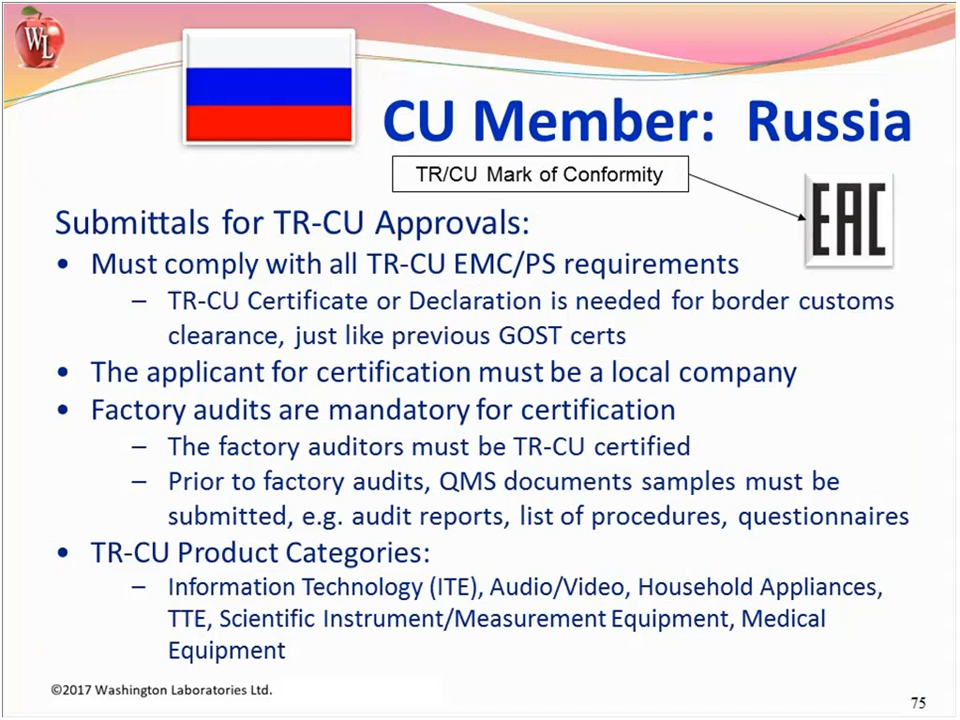 WL
CU Member: Russia
TR/CU Mark of Conformity
EAC
Submittals for TR-CU Approvals:
• Must comply with all TR-CU EMC/PS requirements
– TR-CU Certificate or Declaration is needed for border customs
clearance, just like previous GOST certs
• The applicant for certification must be a local company
• Factory audits are mandatory for certification
– The factory auditors must be TR-CU certified
– Prior to factory audits, QMS documents samples must be
submitted, e.g. audit reports, list of procedures, questionnaires
• TR-CU Product Categories:
– Information Technology (ITE), Audio/Video, Household Appliances,
TTE, Scientific Instrument/Measurement Equipment, Medical
Equipment
©2017 Washington Laboratories Ltd.
75